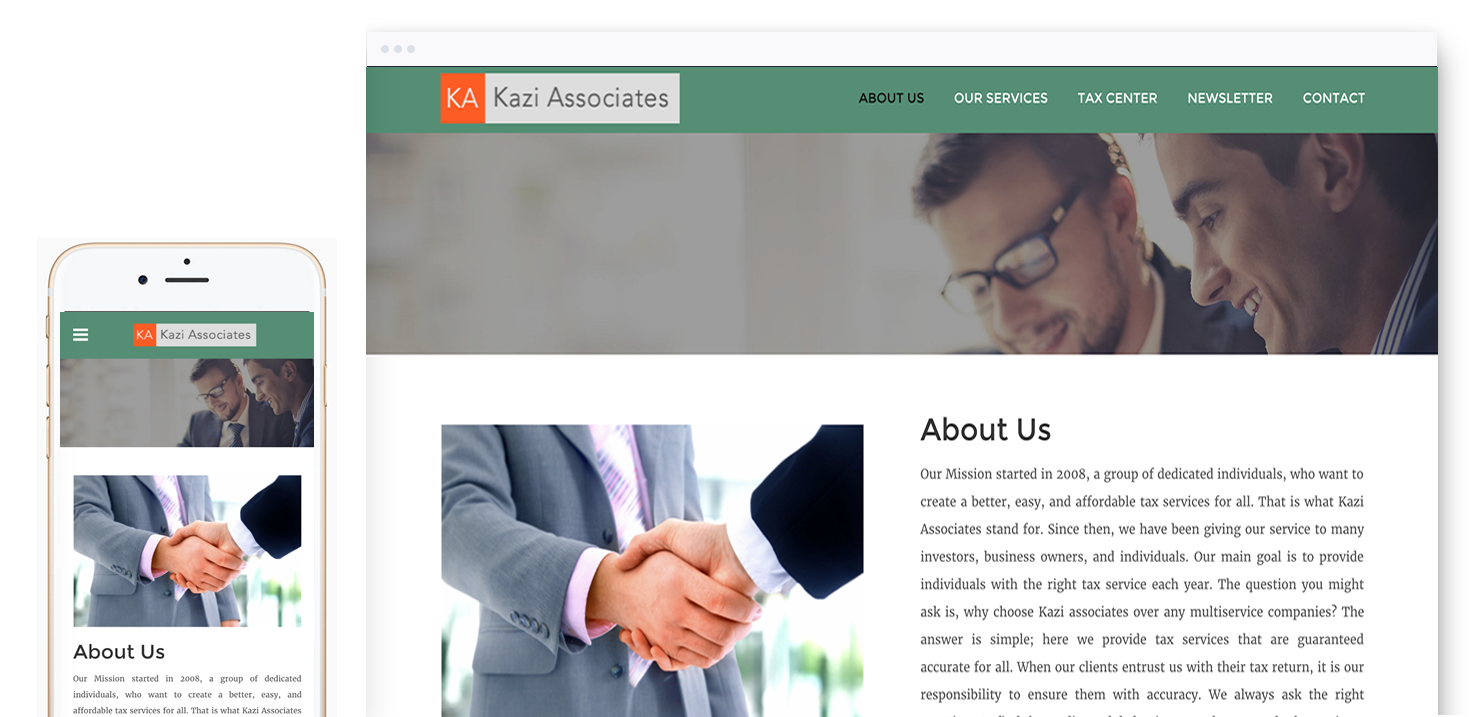 KA Kazi Associates
ABOUT US OUR SERVICES TAX CENTER NEWSLETTER CONTACT
About Us
Our Mission started in 2008, a group of dedicated individuals, who want to
create a better, easy, and affordable tax services for all. That is what Kazi
Associates stand for. Since then, we have been giving our service to many
investors, business owners, and individuals. Our main goal is to provide
individuals with the right tax service each year. The question you might
ask is, why choose Kazi associates over any multiservice companies? The
answer is simple; here we provide tax services that are guaranteed
accurate for all. When our clients entrust us with their tax return, it is our
responsibility to ensure them with accuracy. We always ask the right
KA Kazi Associates
About Us
Our Mission started in 2008, a group of dedicated
individuals, who want to create a better, easy, and
affordable tax services for all. That is what Kazi Associates